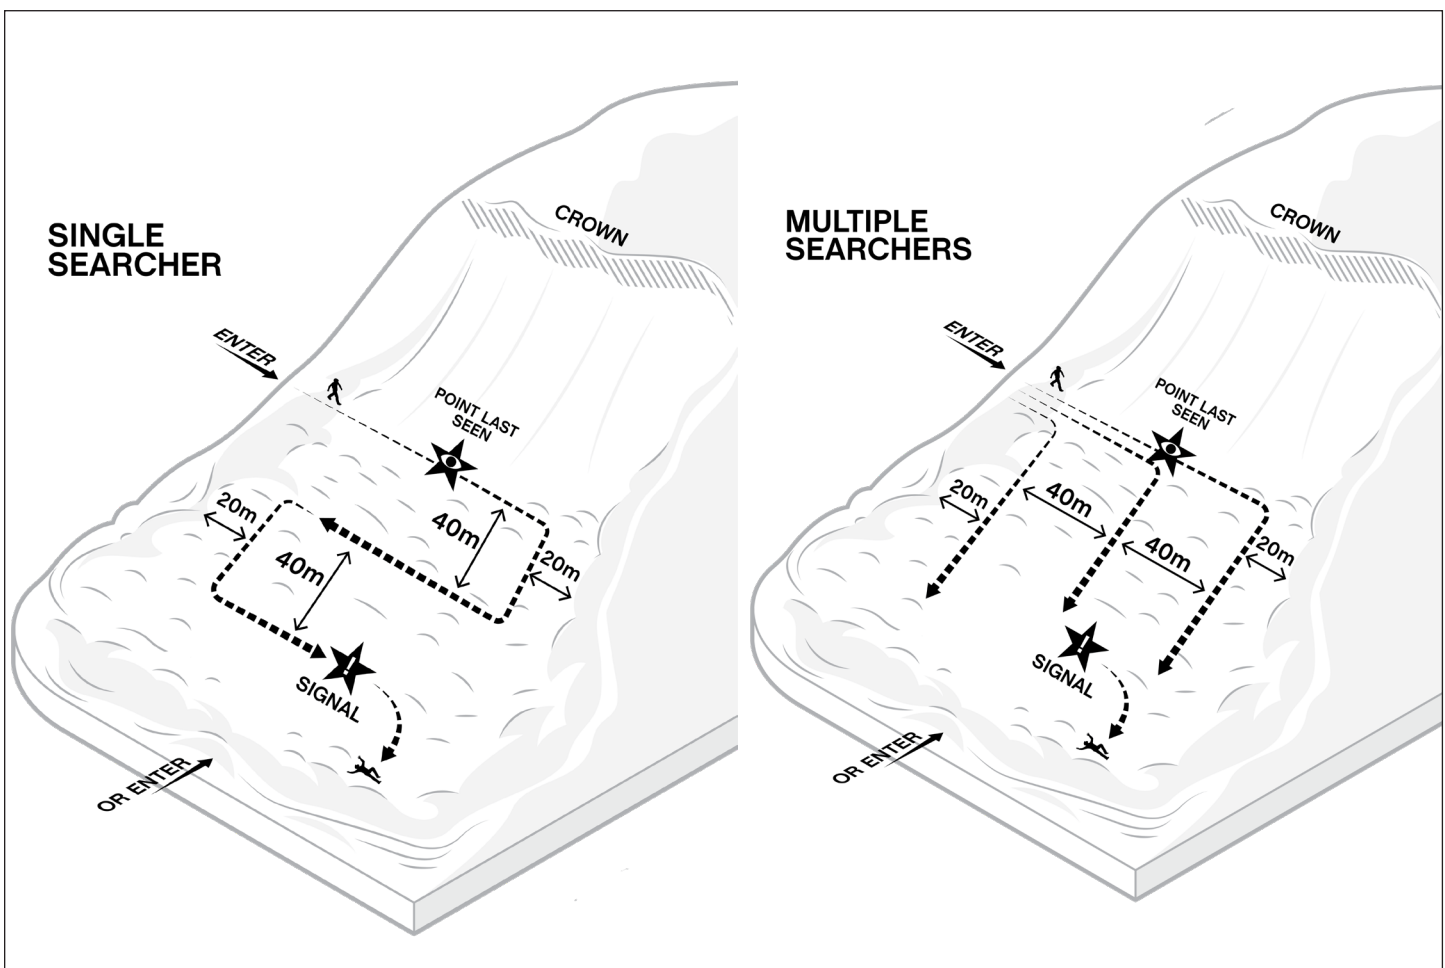 SINGLE
SEARCHER
CROWN
ENTER
POINT LAST
SEEN
20m
40m
40m
20m
SIGNAL
OR ENTER
MULTIPLE
SEARCHERS
CROWN
ENTER
POINT LAST
SEEN
20m
40m
40m
20m
SIGNAL
OR ENTER